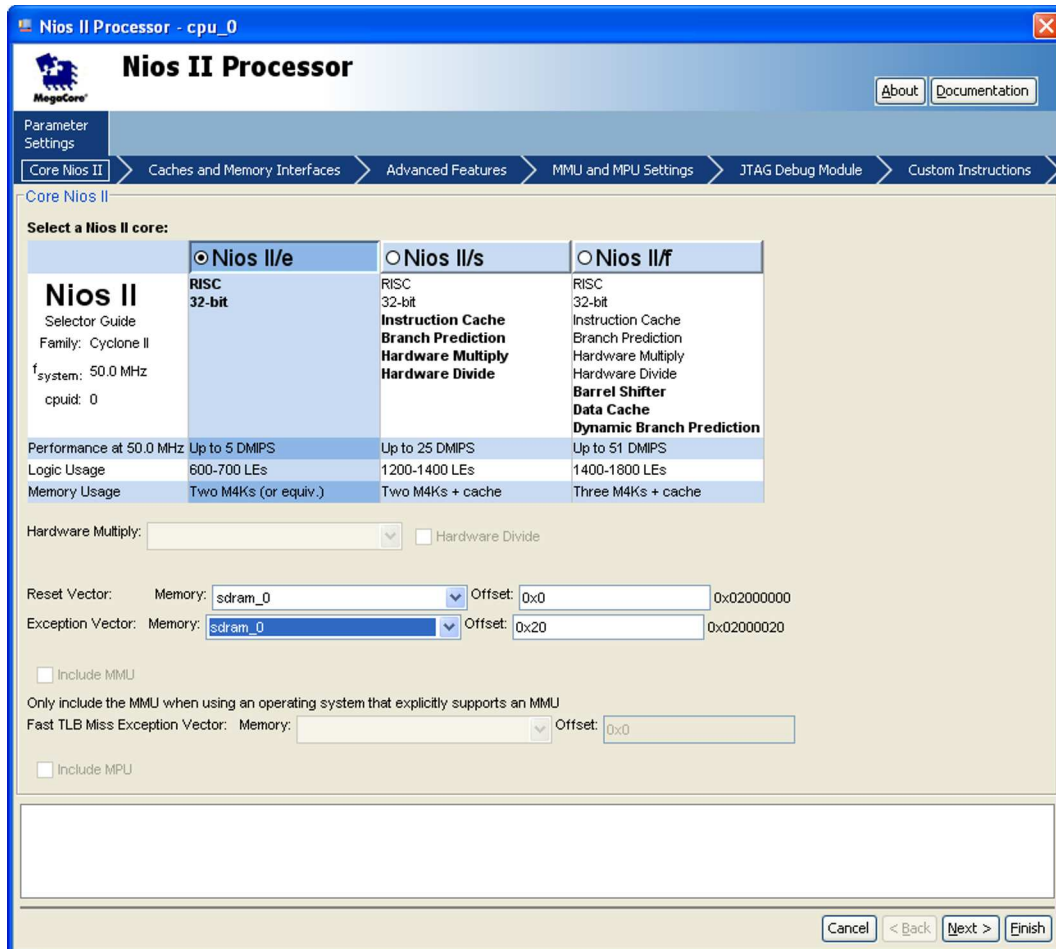 Nios II Processor - cpu_0
MegaCore®
Nios II Processor
About Documentation
Parameter
Settings
Core Nios II Caches and Memory Interfaces Advanced Features MMU and MPU Settings JTAG Debug Module Custom Instructions
Core Nios II
Select a Nios II core:
Nios II/e Nios II/s Nios II/f
Nios II
Selector Guide
Family: Cyclone II
fsystem: 50.0 MHz
cpuid: 0
RISC
32-bit
RISC
32-bit
Instruction Cache
Branch Prediction
Hardware Multiply
Hardware Divide
RISC
32-bit
Instruction Cache
Branch Prediction
Hardware Multiply
Hardware Divide
Barrel Shifter
Data Cache
Dynamic Branch Prediction
Performance at 50.0 MHz Up to 5 DMIPS Up to 25 DMIPS Up to 51 DMIPS
Logic Usage 600-700 LEs 1200-1400 LEs 1400-1800 LEs
Memory Usage Two M4Ks (or equiv.) Two M4Ks + cache Three M4Ks + cache
Hardware Multiply: Hardware Divide
Reset Vector: Memory: sdram_0 Offset: 0x0 0x02000000
Exception Vector: Memory: sdram_0 Offset: 0x20 0x02000020
Include MMU
Only include the MMU when using an operating system that explicitly supports an MMU
Fast TLB Miss Exception Vector: Memory: Offset: 0x0
Include MPU
Cancel < Back Next > Finish